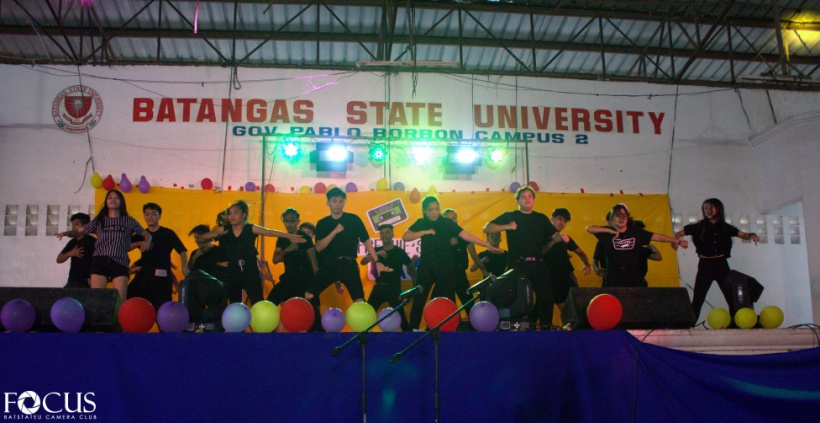 BATANGAS STATE UNIVERSITY
GOV PABLO BORBON CAMPUS 2
FOCUS
BATSTATEU CAMERA CLUB